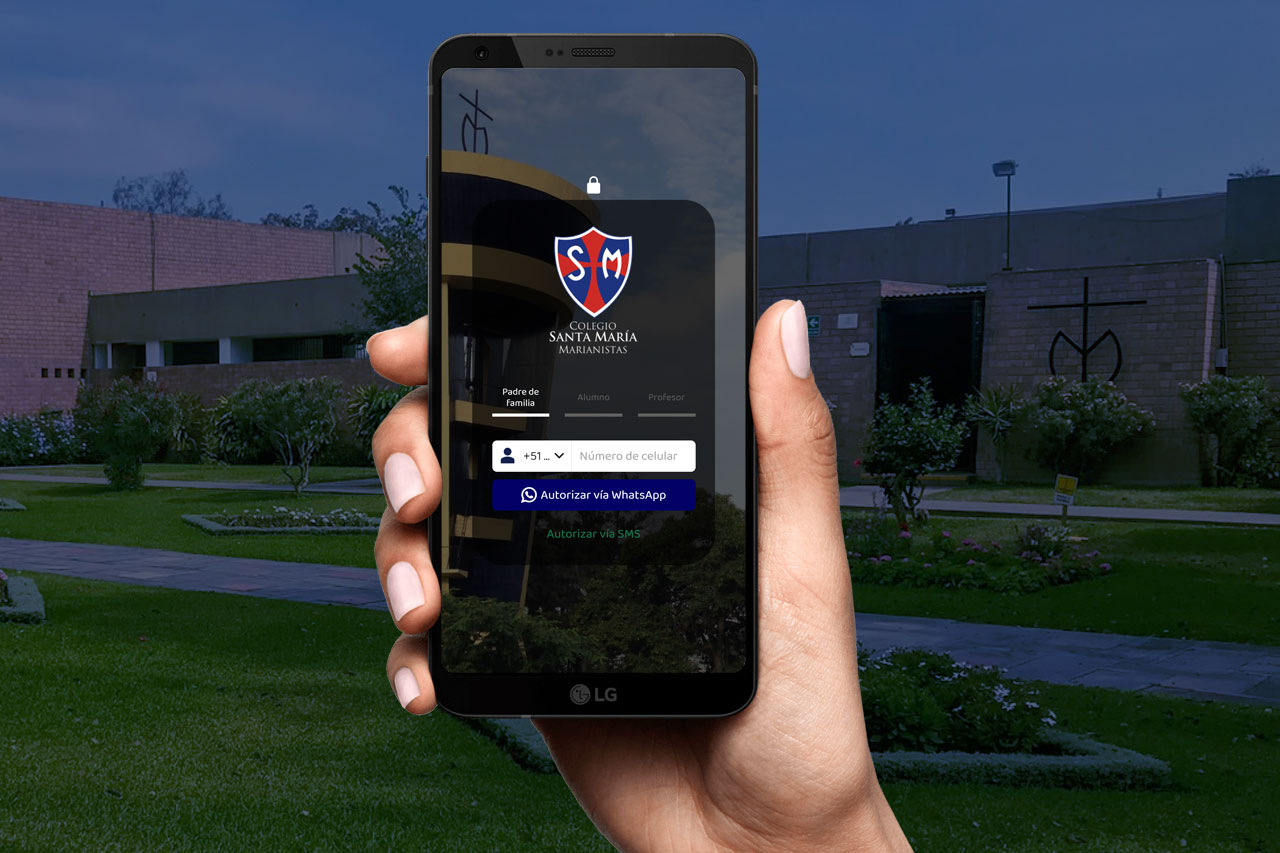 S M
COLEGIO
SANTA MARÍA
MARIANISTAS
Padre de
familia
Alumno
Profesor
+51 ...
Número de celular
Autorizar vía WhatsApp
Autorizar vía SMS
LG